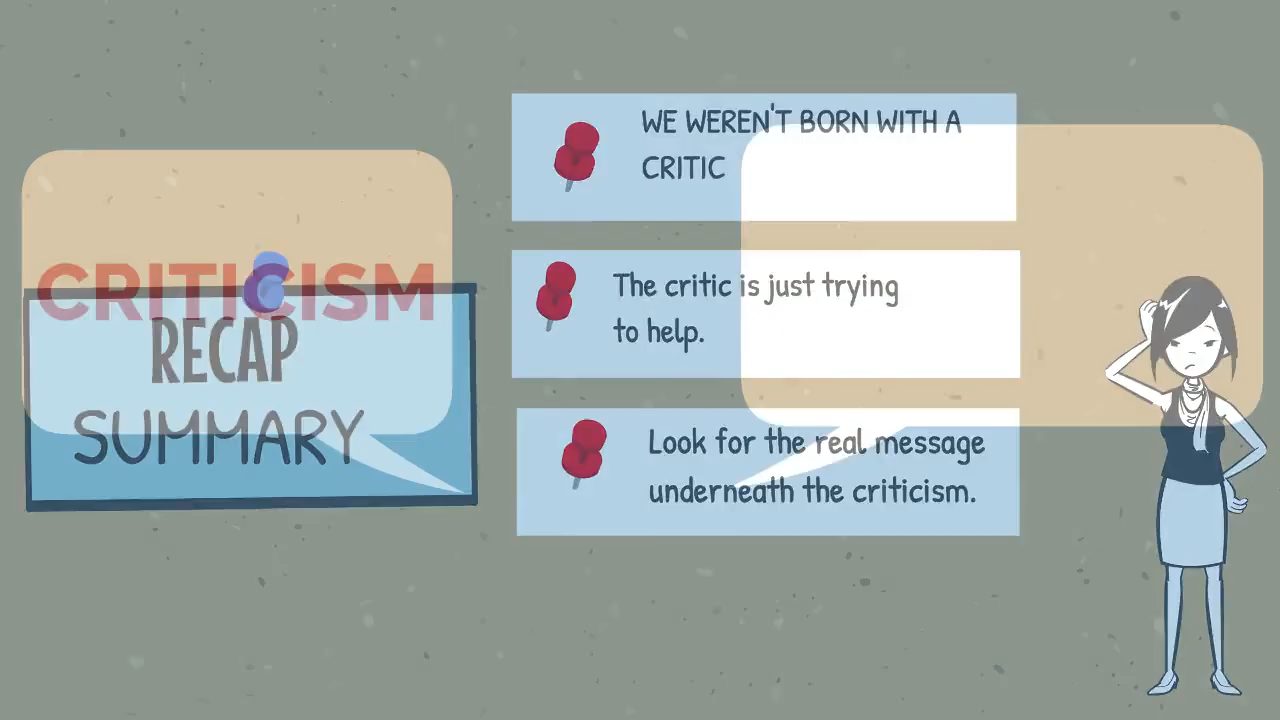 CRITICISM
RECAP
SUMMARY
WE WEREN'T BORN WITH A
CRITIC
The critic is just trying
to help.
Look for the real message
underneath the criticism.